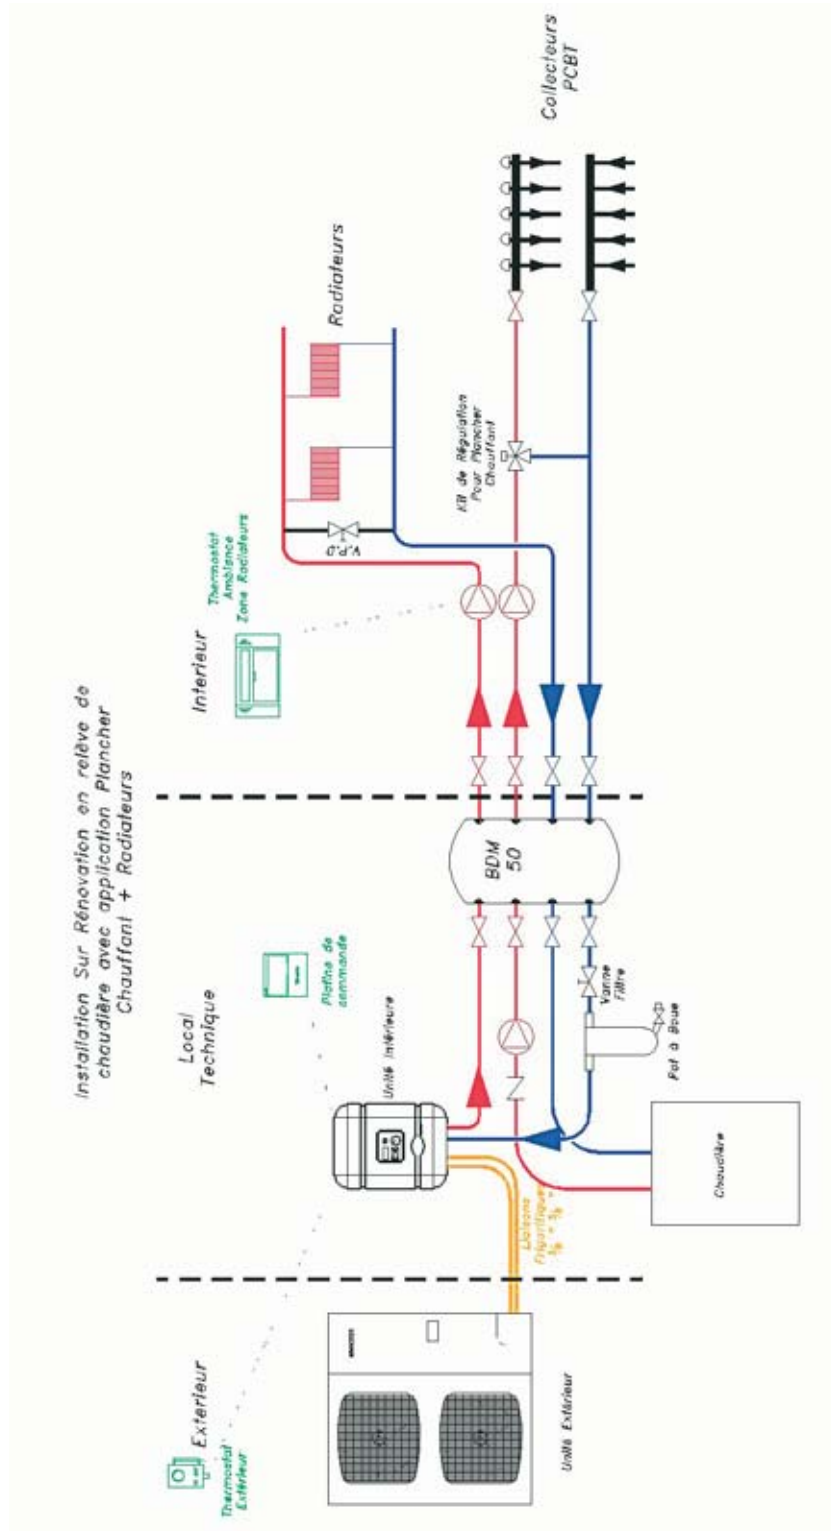 Installation Sur Rénovation en relève de
chaudière avec application Plancher
Chauffant + Radiateurs
Exterieur
Thermostat
Extérieur
Unité Extérieur
Local
Technique
Platine de
commande
Unité Intérieure
Liaisons
Frigorifiques
Chaudière
Pot à Boue
Vanne
Filtre
BDM
50
Interieur
Thermostat
Ambiance
Zone Radiateurs
V.P.D
Radiateurs
Kit de Régulation
Pour Plancher
Chauffant
Collecteurs
PCBT